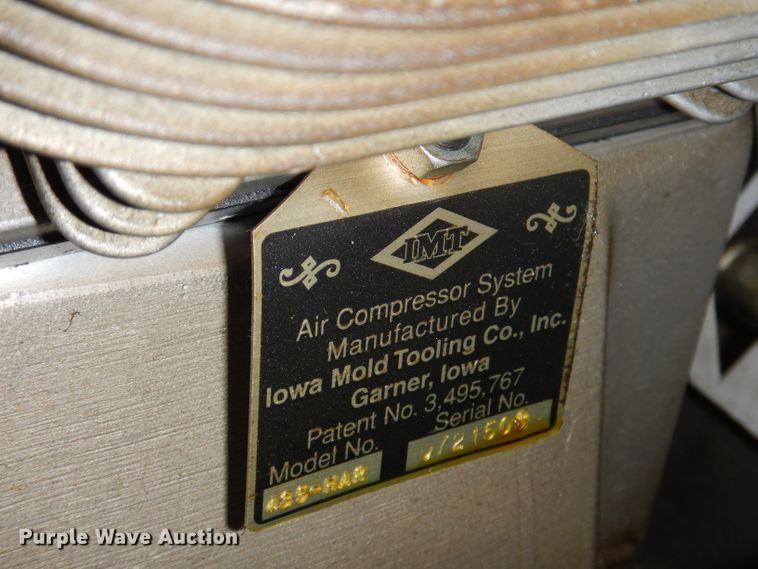 IMT
Air Compressor System
Manufactured By
Iowa Mold Tooling Co., Inc.
Garner, Iowa
Patent No. 3,495,767
Model No. Serial No.
Purple Wave Auction